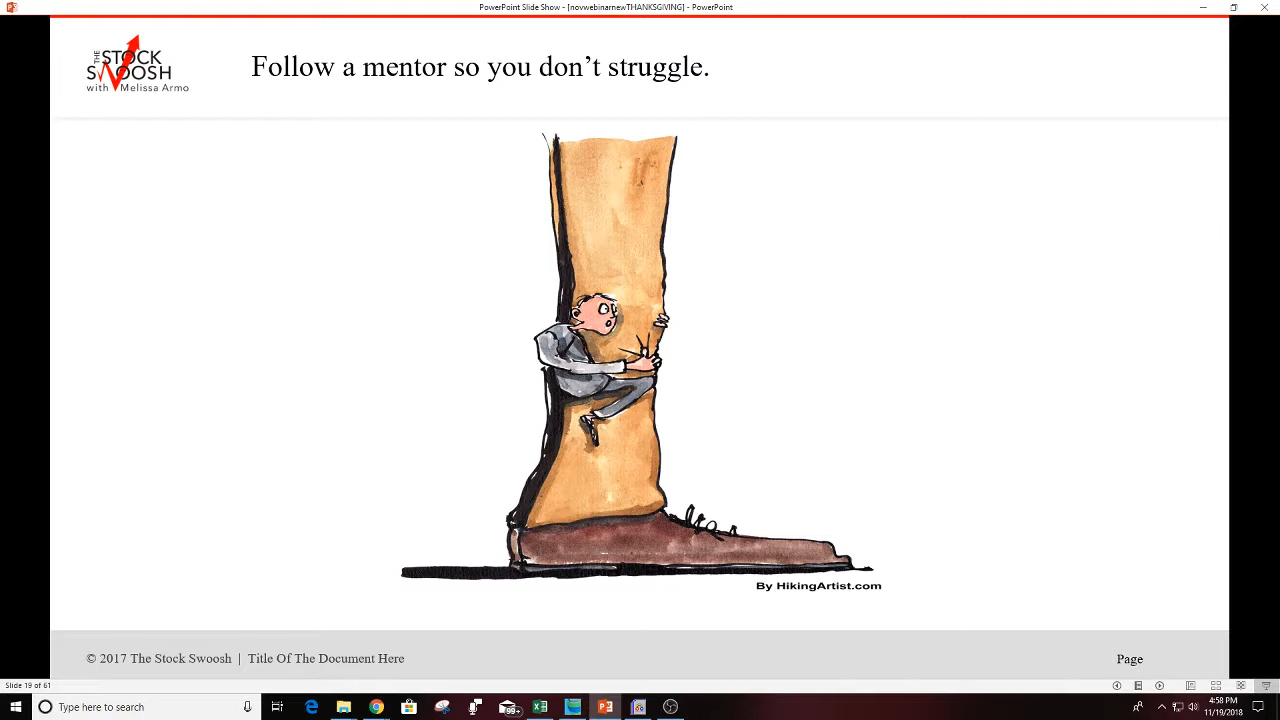 PowerPoint Slide Show - [novwebinarnewTHANKSGIVING] - PowerPoint
THE STOCK
SWOOSH
with Melissa Armo
Follow a mentor so you don’t struggle.
By HikingArtist.com
© 2017 The Stock Swoosh | Title Of The Document Here
Page
Slide 19 of 61
Type here to search
99+
4:58 PM
11/19/2018